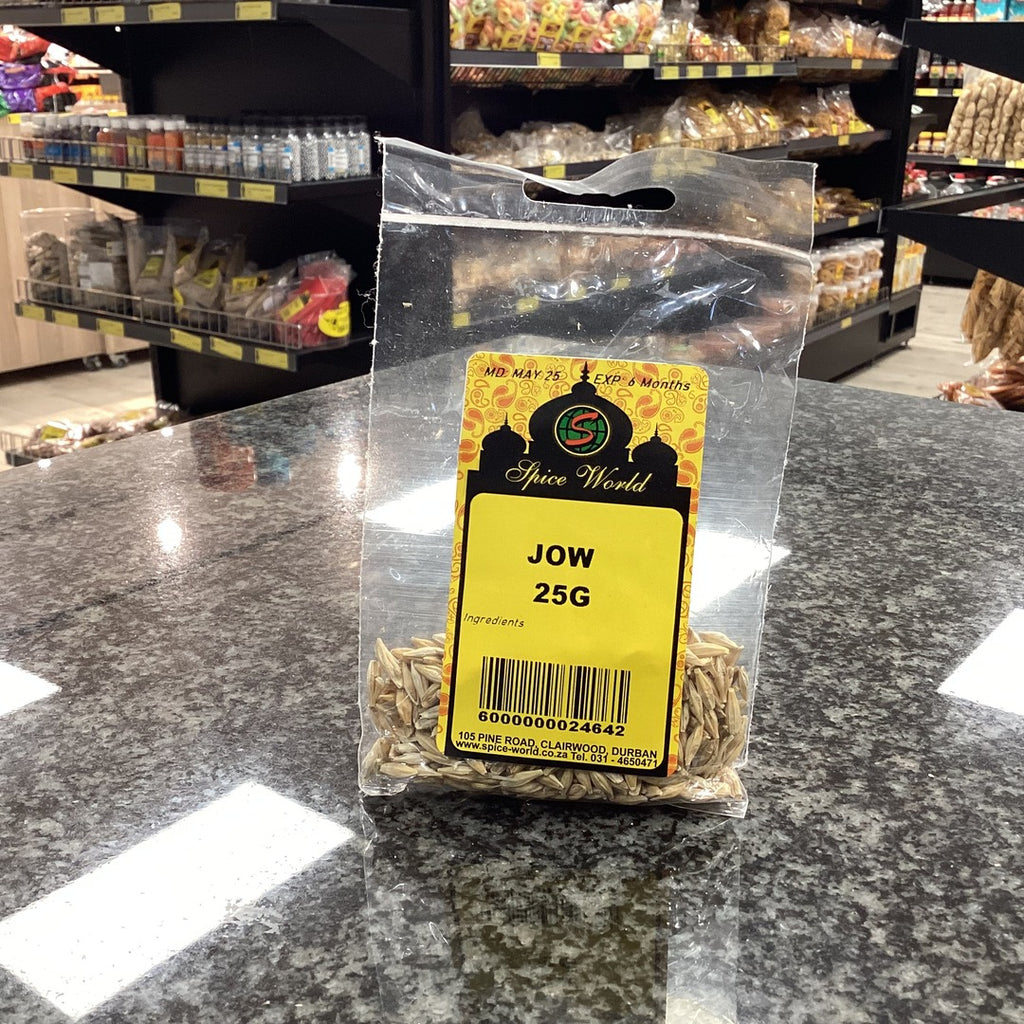 MD: MAY 25 EXP: 6 Months
S
Spice World
JOW
25G
Ingredients
6000000024642
105 PINE ROAD, CLAIRWOOD, DURBAN
www.spice-world.co.za Tel. 031 - 4650471